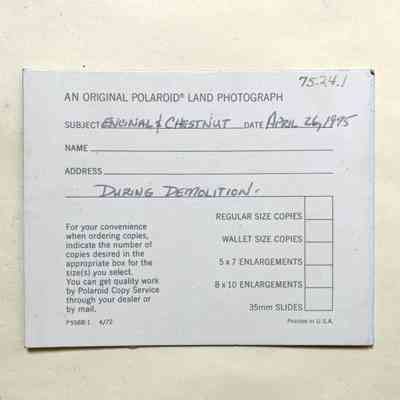 75.24.1
AN ORIGINAL POLAROID® LAND PHOTOGRAPH
SUBJECT ENCINAL & CHESTNUT DATE APRIL 26, 1975
NAME
ADDRESS
DURING DEMOLITION.
For your convenience
when ordering copies,
indicate the number of
copies desired in the
appropriate box for the
size(s) you select.
You can get quality work
by Polaroid Copy Service
through your dealer or
by mail.
REGULAR SIZE COPIES
WALLET SIZE COPIES
5 x 7 ENLARGEMENTS
8 x 10 ENLARGEMENTS
35mm SLIDES
P5568-1 4/72
Printed in U.S.A.